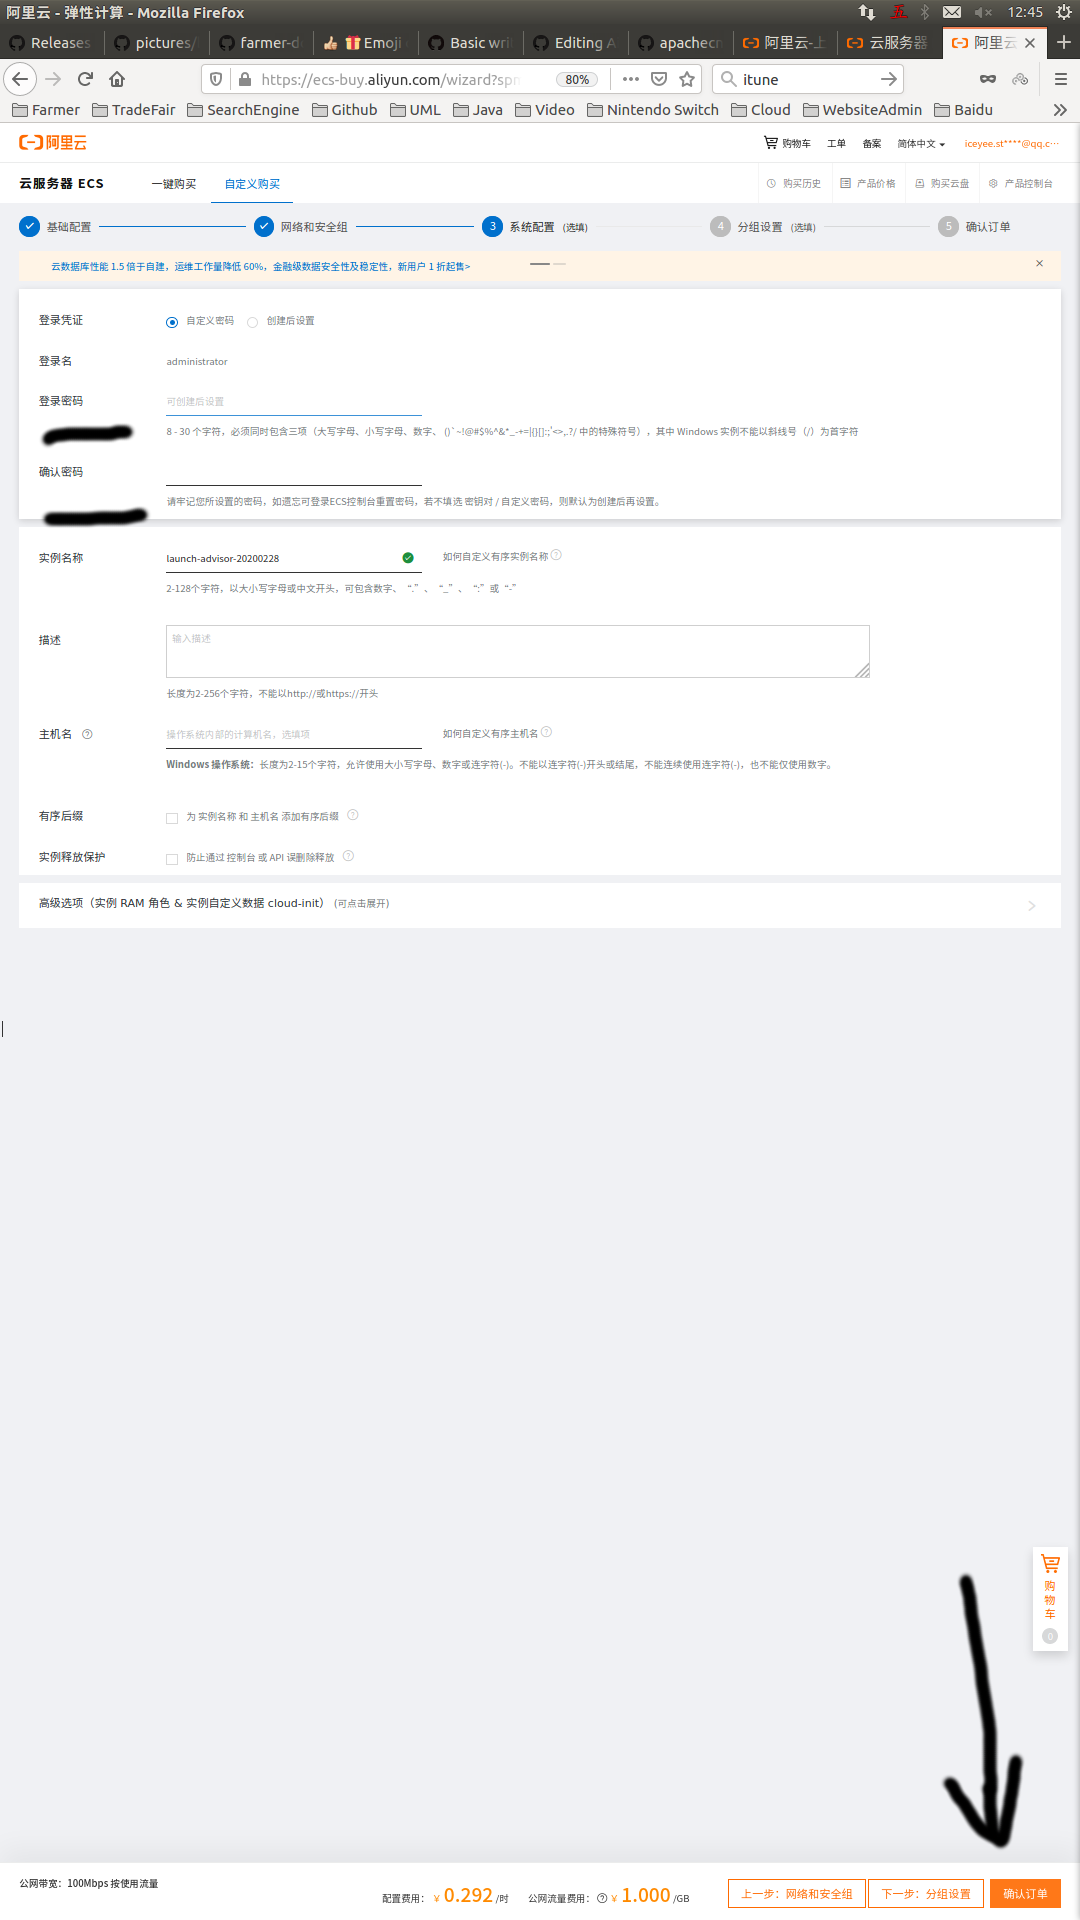 阿里云 - 弹性计算 - Mozilla Firefox
五
12:45
Releases
pictures/
farmer-d
Emoji
Basic wri
Editing A
apachecn
阿里云-上
云服务器
阿里云
https://ecs-buy.aliyun.com/wizard?spm
80%
itune
Farmer TradeFair SearchEngine Github UML Java Video Nintendo Switch Cloud WebsiteAdmin Baidu
阿里云
购物车 工单 备案 简体中文 iceyee.st****@qq.c···
云服务器 ECS 一键购买 自定义购买
购买历史 产品价格 购买云盘 产品控制台
基础配置 网络和安全组 3 系统配置 (选填) 4 分组设置 (选填) 5 确认订单
云数据库性能 1.5 倍于自建，运维工作量降低 60%，金融级数据安全性及稳定性，新用户 1 折起售>
登录凭证 自定义密码 创建后设置
登录名 administrator
登录密码 可创建后设置
8 - 30 个字符，必须同时包含三项（大写字母、小写字母、数字、 ()`~!@#$%^&*_-+=|{}[]:;'<>,.?/ 中的特殊符号），其中 Windows 实例不能以斜线号（/）为首字符
确认密码
请牢记您所设置的密码，如遗忘可登录ECS控制台重置密码，若不填选 密钥对 / 自定义密码，则默认为创建后再设置。
实例名称 launch-advisor-20200228 如何自定义有序实例名称
2-128个字符，以大小写字母或中文开头，可包含数字、 “.” 、 “_” 、 “:” 或 “-”
描述 输入描述
长度为2-256个字符，不能以http://或https://开头
主机名 操作系统内部的计算机名，选填项 如何自定义有序主机名
Windows 操作系统： 长度为2-15个字符，允许使用大小写字母、数字或连字符(-)。不能以连字符(-)开头或结尾，不能连续使用连字符(-)，也不能仅使用数字。
有序后缀 为 实例名称 和 主机名 添加有序后缀
实例释放保护 防止通过 控制台 或 API 误删除释放
高级选项（实例 RAM 角色 & 实例自定义数据 cloud-init） (可点击展开)
购
物
车
0
公网带宽： 100Mbps 按使用流量
配置费用： ¥ 0.292 /时 公网流量费用： ¥ 1.000 /GB
上一步：网络和安全组 下一步：分组设置 确认订单